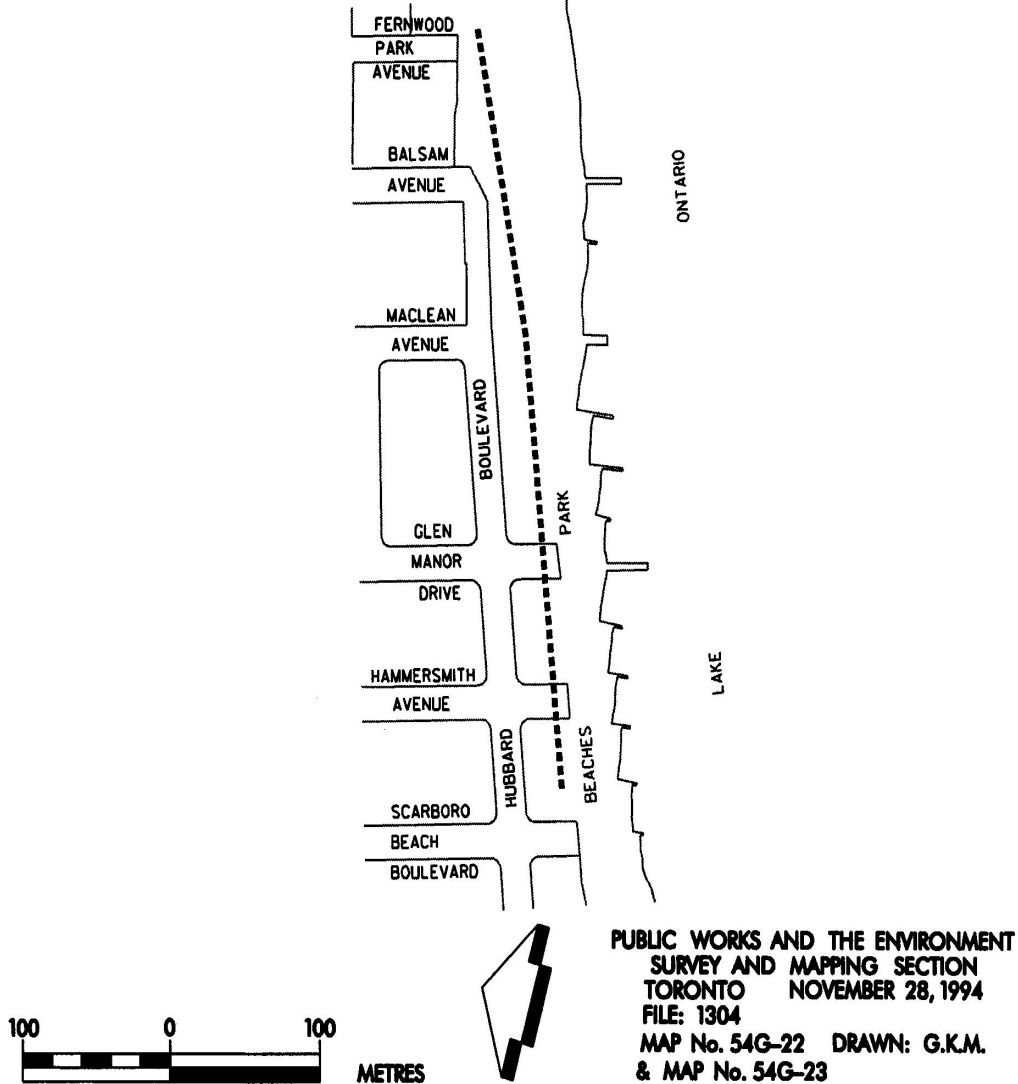 FERNWOOD
PARK
AVENUE
BALSAM
AVENUE
ONTARIO
MACLEAN
AVENUE
BOULEVARD
PARK
GLEN
MANOR
DRIVE
LAKE
HAMMERSMITH
AVENUE
HUBBARD
BEACHES
SCARBORO
BEACH
BOULEVARD
PUBLIC WORKS AND THE ENVIRONMENT
SURVEY AND MAPPING SECTION
TORONTO NOVEMBER 28, 1994
FILE: 1304
MAP No. 54G-22 DRAWN: G.K.M.
& MAP No. 54G-23
100 0 100
METRES